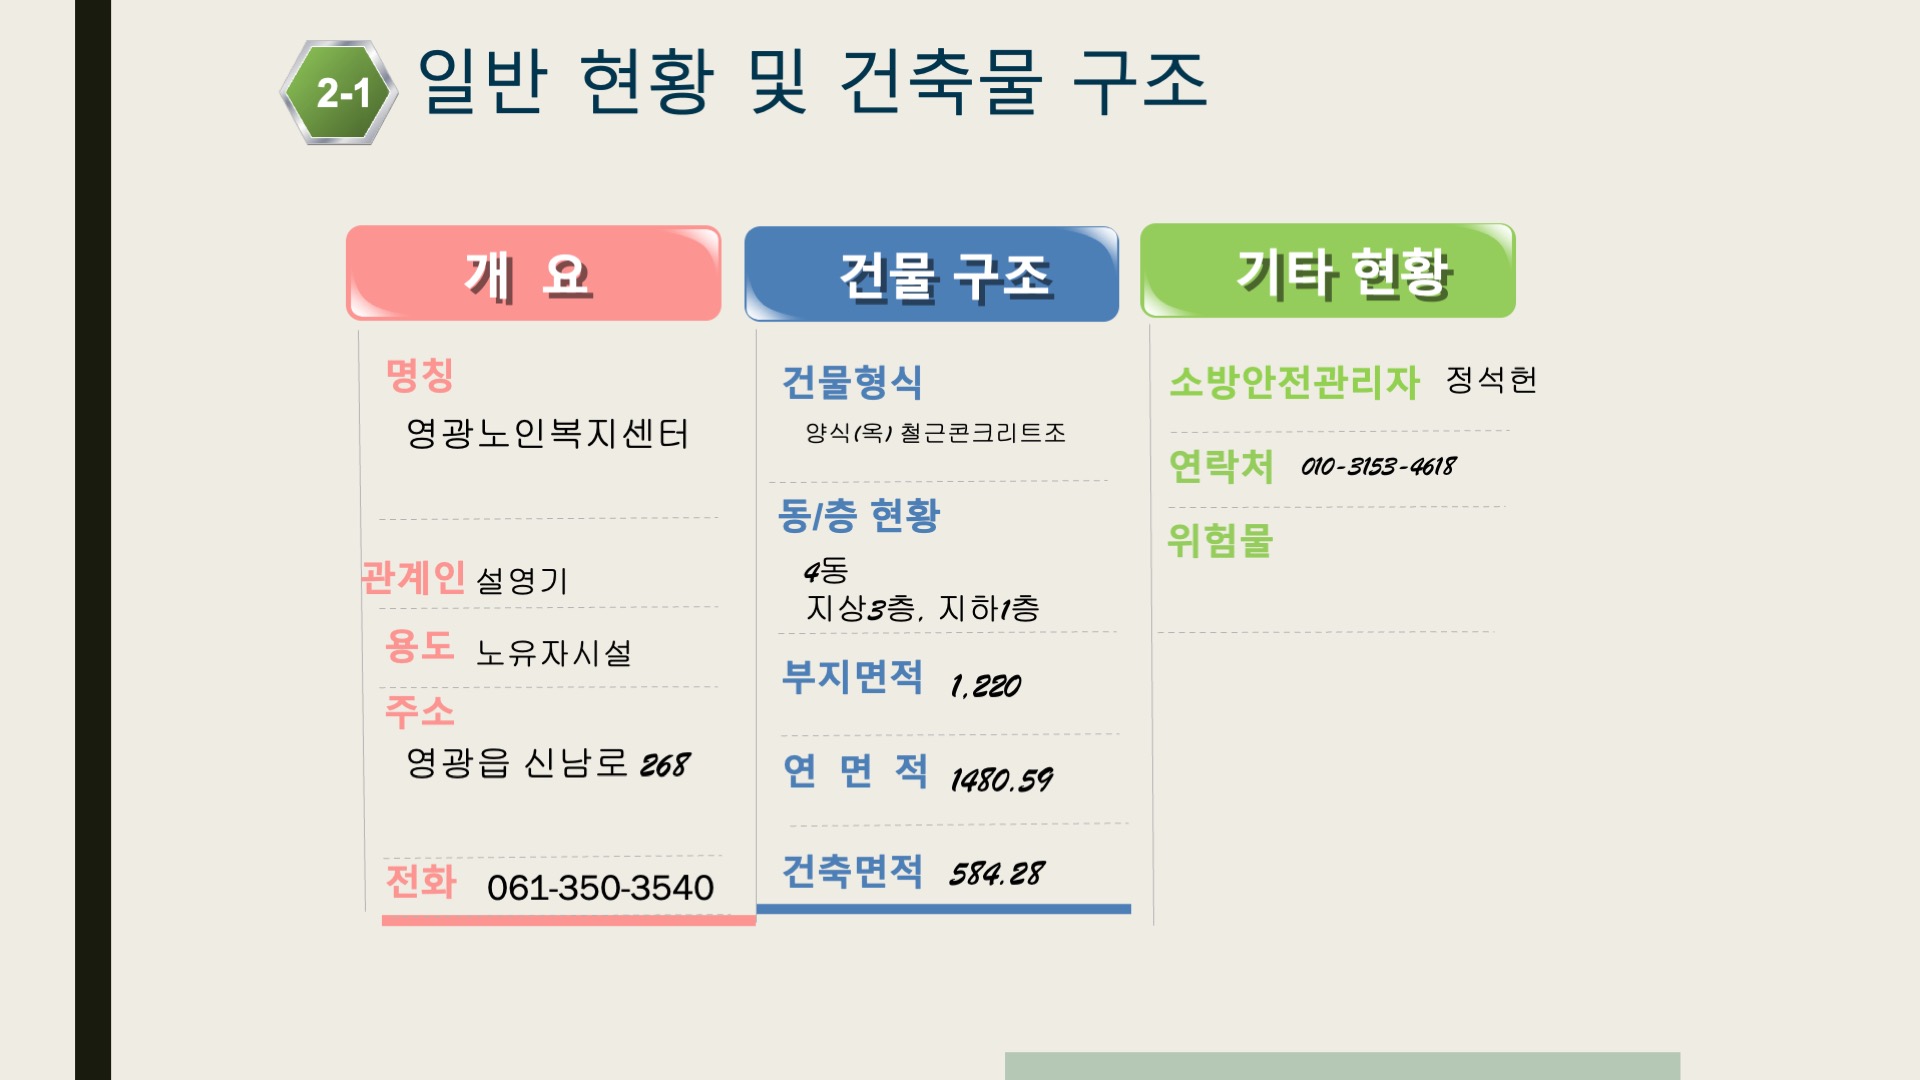 2-1 일반 현황 및 건축물 구조
개 요
명칭
영광노인복지센터
관계인 설영기
용도 노유자시설
주소
영광읍 신남로 268
전화 061-350-3540
건물 구조
건물형식
양식(옥) 철근콘크리트조
동/층 현황
4동
지상3층, 지하1층
부지면적 1,220
연 면 적 1480.59
건축면적 584.28
기타 현황
소방안전관리자 정석헌
연락처 010-3153-4618
위험물